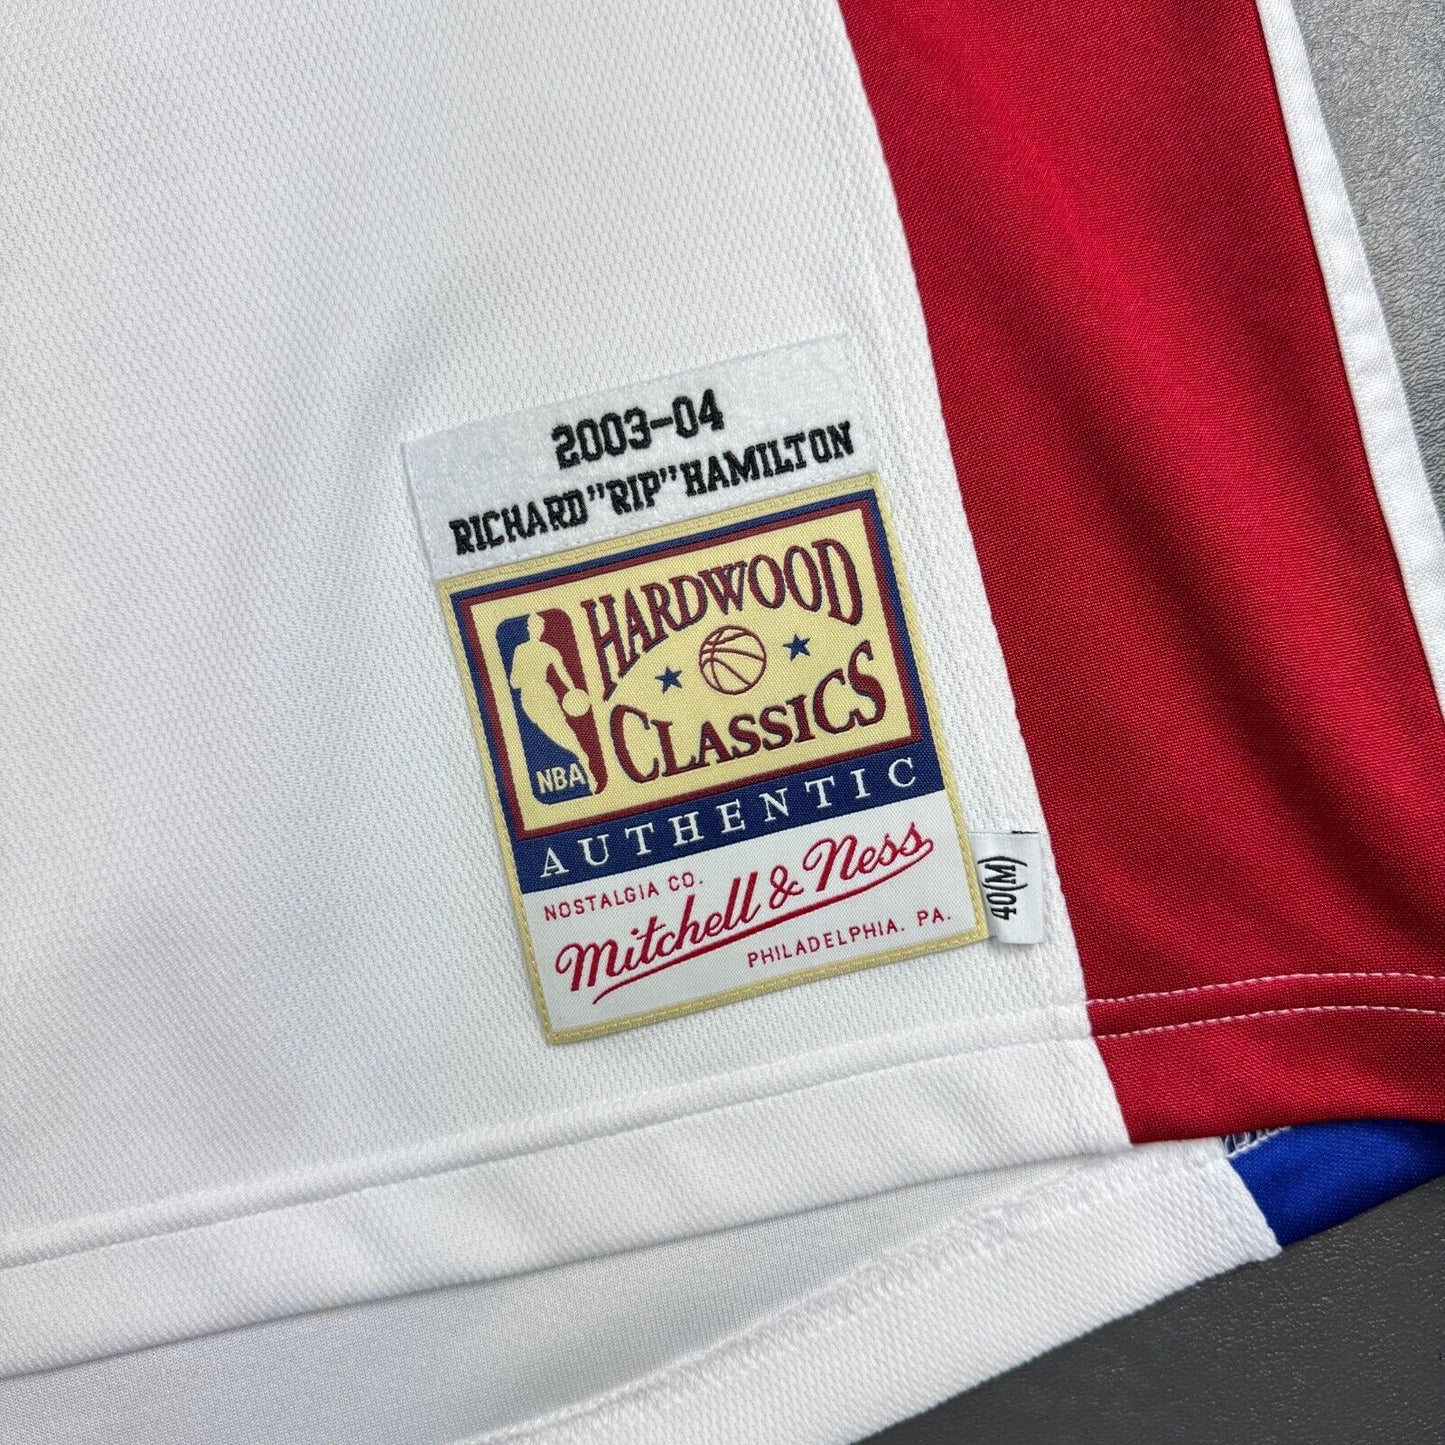 2003-04
RICHARD "RIP" HAMILTON
HARDWOOD
CLASSICS
NBA
AUTHENTIC
NOSTALGIA CO.
Mitchell & Ness
PHILADELPHIA. PA.
40(M)